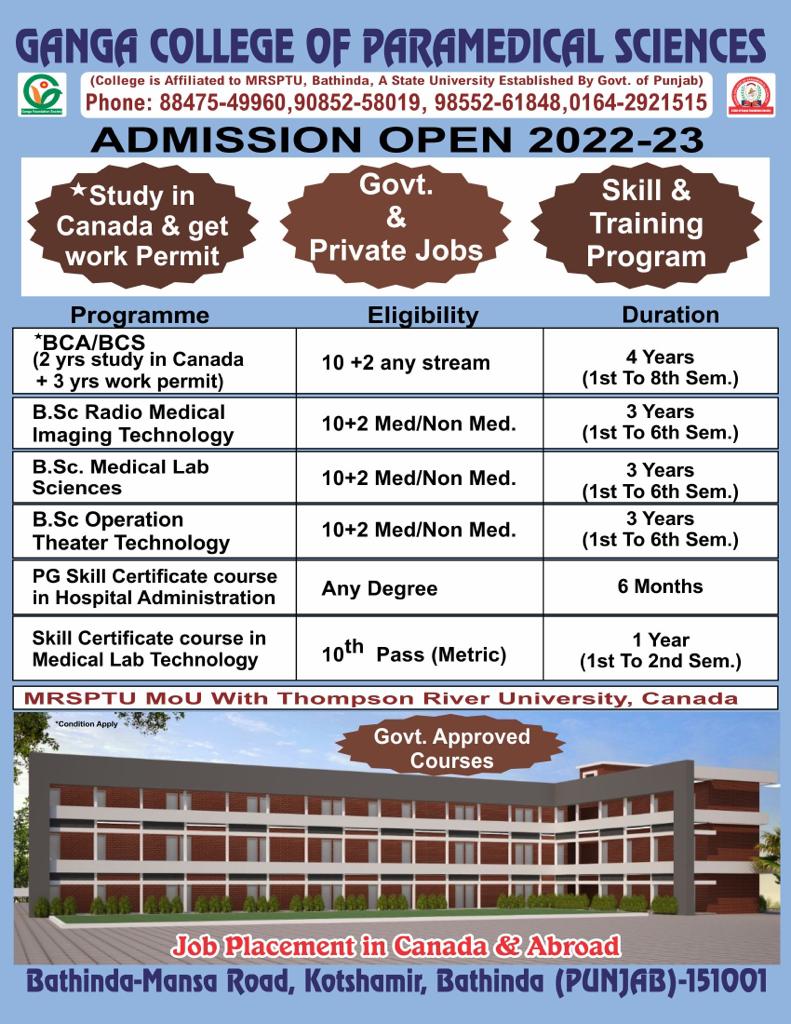 GANGA COLLEGE OF PARAMEDICAL SCIENCES
(College is Affiliated to MRSPTU, Bathinda, A State University Established By Govt. of Punjab)
Phone: 88475-49960,90852-58019, 98552-61848,0164-2921515
ADMISSION OPEN 2022-23
★Study in
Canada & get
work Permit
Govt.
&
Private Jobs
Skill &
Training
Program
Programme Eligibility Duration
★BCA/BCS
(2 yrs study in Canada
+ 3 yrs work permit)
10 +2 any stream
4 Years
(1st To 8th Sem.)
B.Sc Radio Medical
Imaging Technology
10+2 Med/Non Med.
3 Years
(1st To 6th Sem.)
B.Sc. Medical Lab
Sciences
10+2 Med/Non Med.
3 Years
(1st To 6th Sem.)
B.Sc Operation
Theater Technology
10+2 Med/Non Med.
3 Years
(1st To 6th Sem.)
PG Skill Certificate course
in Hospital Administration
Any Degree
6 Months
Skill Certificate course in
Medical Lab Technology
10th Pass (Metric)
1 Year
(1st To 2nd Sem.)
MRSPTU MoU With Thompson River University, Canada
*Condition Apply
Govt. Approved
Courses
Job Placement in Canada & Abroad
Bathinda-Mansa Road, Kotshamir, Bathinda (PUNJAB)-151001